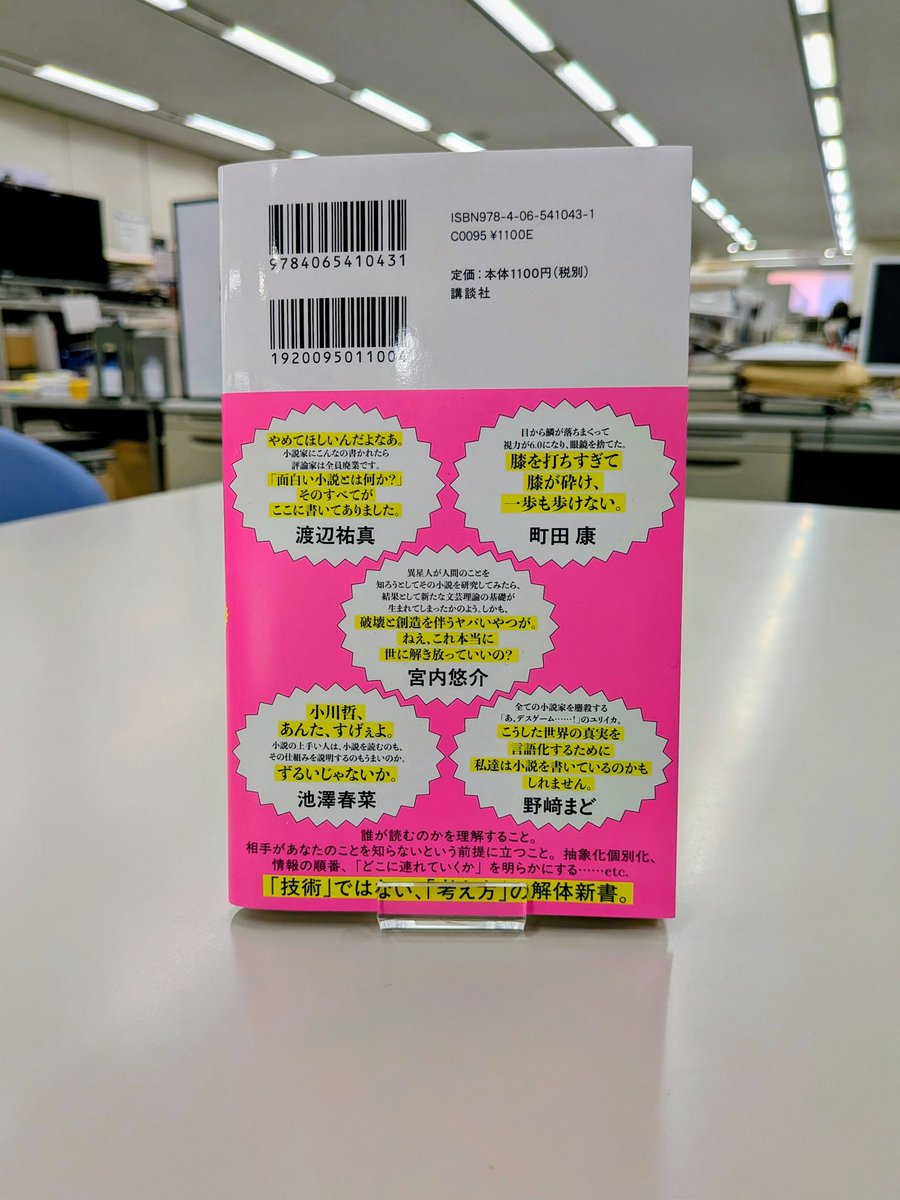 9784065410431
ISBN978-4-06-541043-1
C0095 ¥1100E
定価：本体1100円（税別）
講談社
192009501100
やめてほしいんだよなあ。
小説家にこんなの書かれたら
評論家は全員廃業です。
「面白い小説とは何か？」
そのすべてが
ここに書いてありました。
渡辺祐真
目から鱗が落ちまくって
視力が6.0になり、眼鏡を捨てた。
膝を打ちすぎて
膝が砕け、
一歩も歩けない。
町田 康
異星人が人間のことを
知ろうとしてその小説を研究してみたら、
結果として新たな文芸理論の基礎が
生まれてしまったかのよう。しかも、
破壊と創造を伴うヤバいやつが。
ねえ、これ本当に
世に解き放っていいの？
宮内悠介
小川哲、
あんた、すげぇよ。
小説の上手い人は、小説を読むのも、
その仕組みを説明するのもうまいのか。
ずるいじゃないか。
池澤春菜
全ての小説家を鏖殺する
「あ、デスゲーム……！」のユリイカ。
こうした世界の真実を
言語化するために
私達は小説を書いているのかも
しれません。
野﨑まど
誰が読むのかを理解すること。
相手があなたのことを知らないという前提に立つこと。抽象化個別化、
情報の順番、「どこに連れていくか」を明らかにする……etc.
「技術」ではない、「考え方」の解体新書。